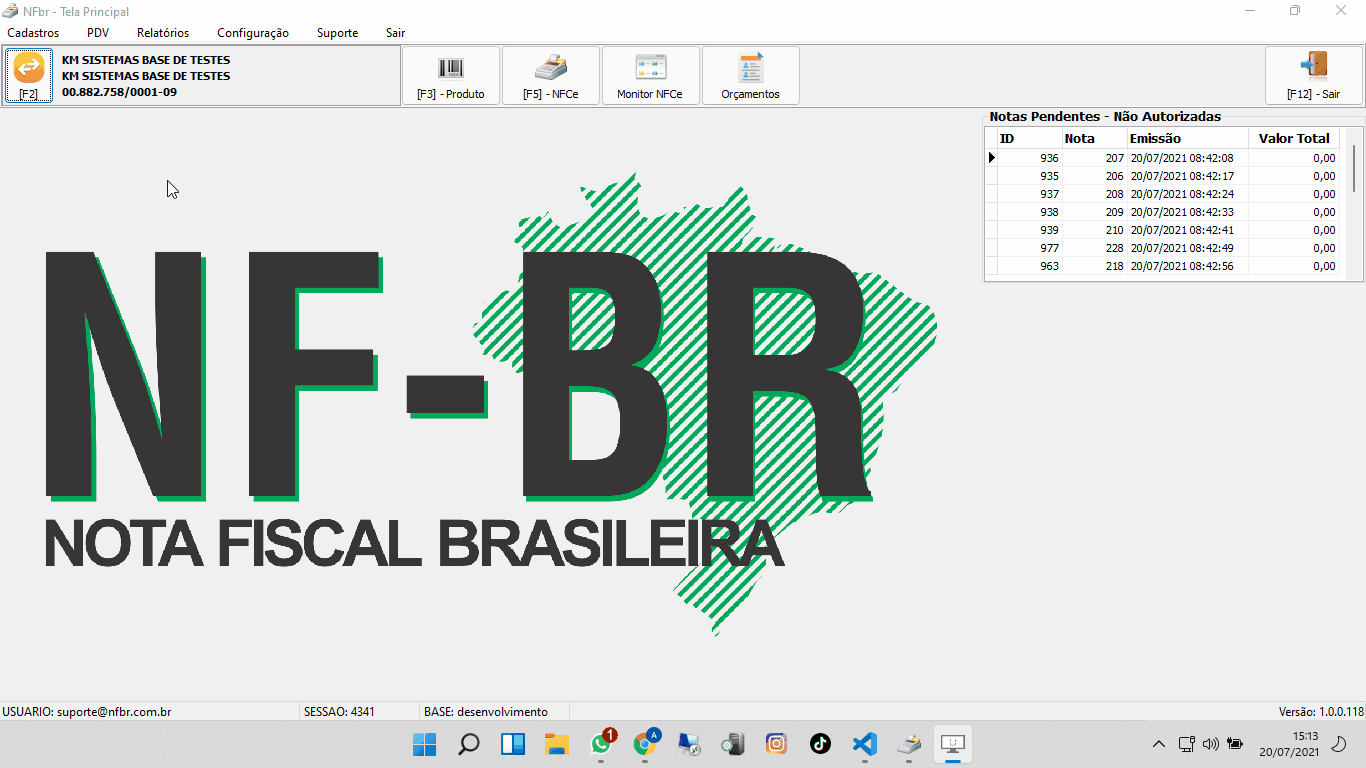 NFbr - Tela Principal
Cadastros PDV Relatórios Configuração Suporte Sair
[F2]
KM SISTEMAS BASE DE TESTES
KM SISTEMAS BASE DE TESTES
00.882.758/0001-09
[F3] - Produto
[F5] - NFCe
Monitor NFCe
Orçamentos
[F12] - Sair
Notas Pendentes - Não Autorizadas
ID Nota Emissão Valor Total
936 207 20/07/2021 08:42:08 0,00
935 206 20/07/2021 08:42:17 0,00
937 208 20/07/2021 08:42:24 0,00
938 209 20/07/2021 08:42:33 0,00
939 210 20/07/2021 08:42:41 0,00
977 228 20/07/2021 08:42:49 0,00
963 218 20/07/2021 08:42:56 0,00
NF-BR
NOTA FISCAL BRASILEIRA
USUARIO: suporte@nfbr.com.br SESSAO: 4341 BASE: desenvolvimento Versão: 1.0.0.118
1
A
15:13
20/07/2021